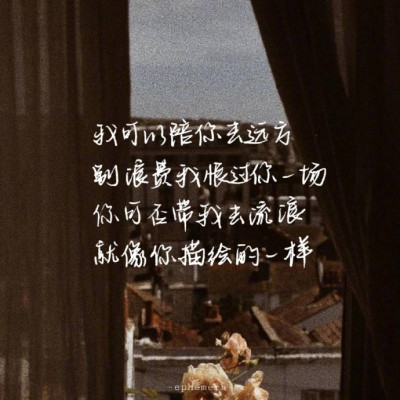 我可以陪你去远方
别浪费我恨过你一场
你可否带我去流浪
就像你描绘的一样